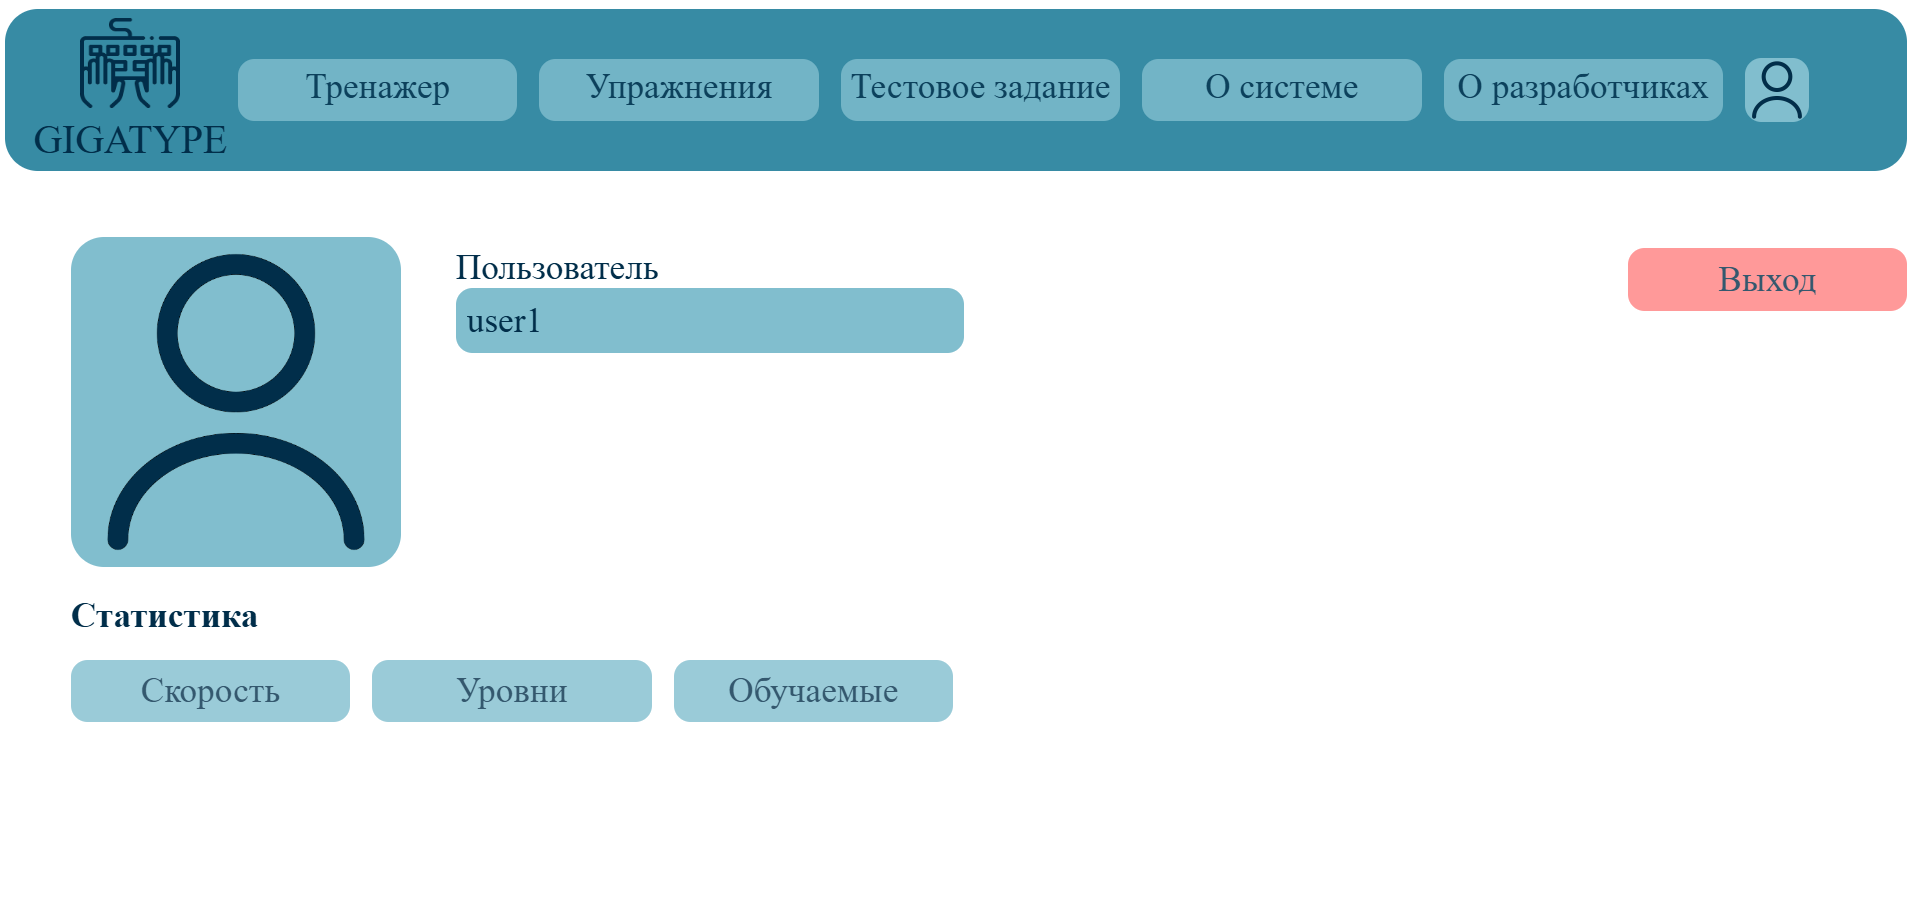 GIGATYPE
Тренажер
Упражнения
Тестовое задание
О системе
О разработчиках
Пользователь
user1
Выход
Статистика
Скорость
Уровни
Обучаемые